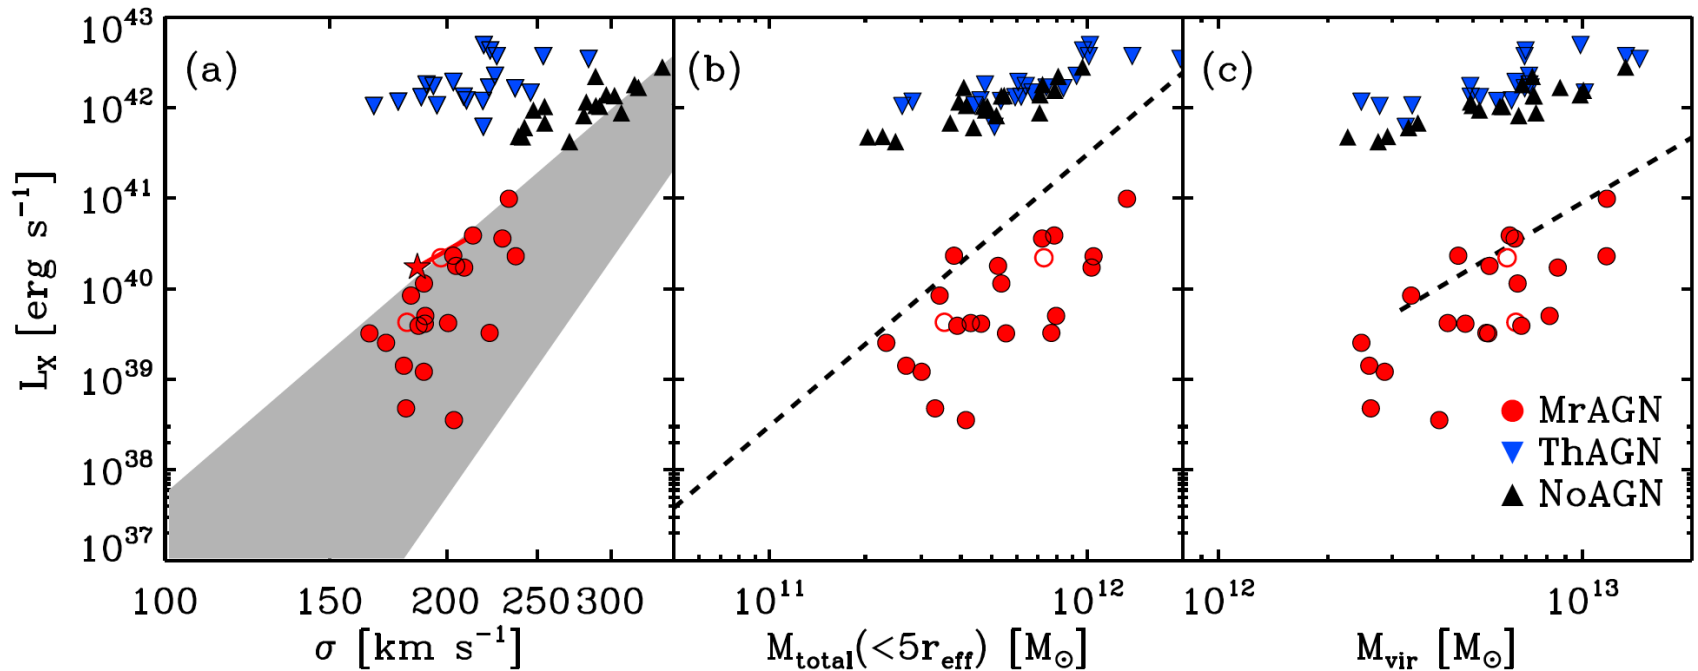 (a) (b) (c)
10^43
10^42
10^41
10^40
10^39
10^38
10^37
L_X [erg s^−1]
MrAGN
ThAGN
NoAGN
100 150 200 250 300 10^11 10^12 10^12 10^13
σ [km s^−1] M_total(<5r_eff) [M_⊙] M_vir [M_⊙]